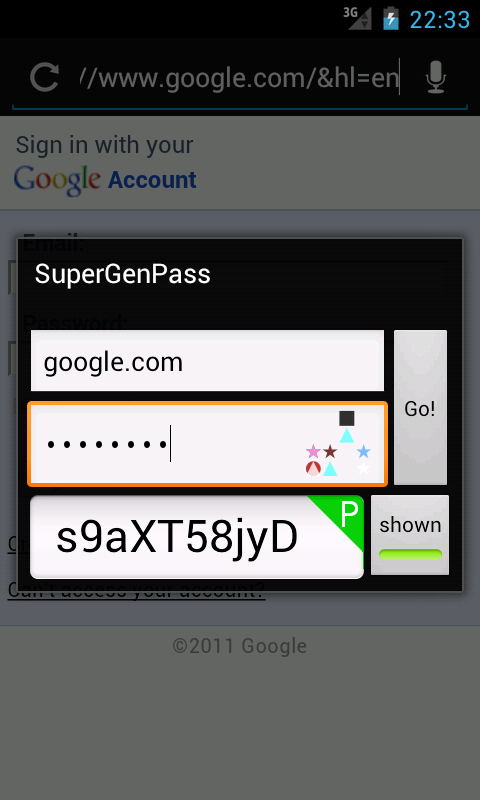 3G 22:33
//www.google.com/&hl=en
Sign in with your
Google Account
Email:
SuperGenPass
Password:
google.com
Go!
••••••••
s9aXT58jyD
P
shown
Can't access your account?
©2011 Google